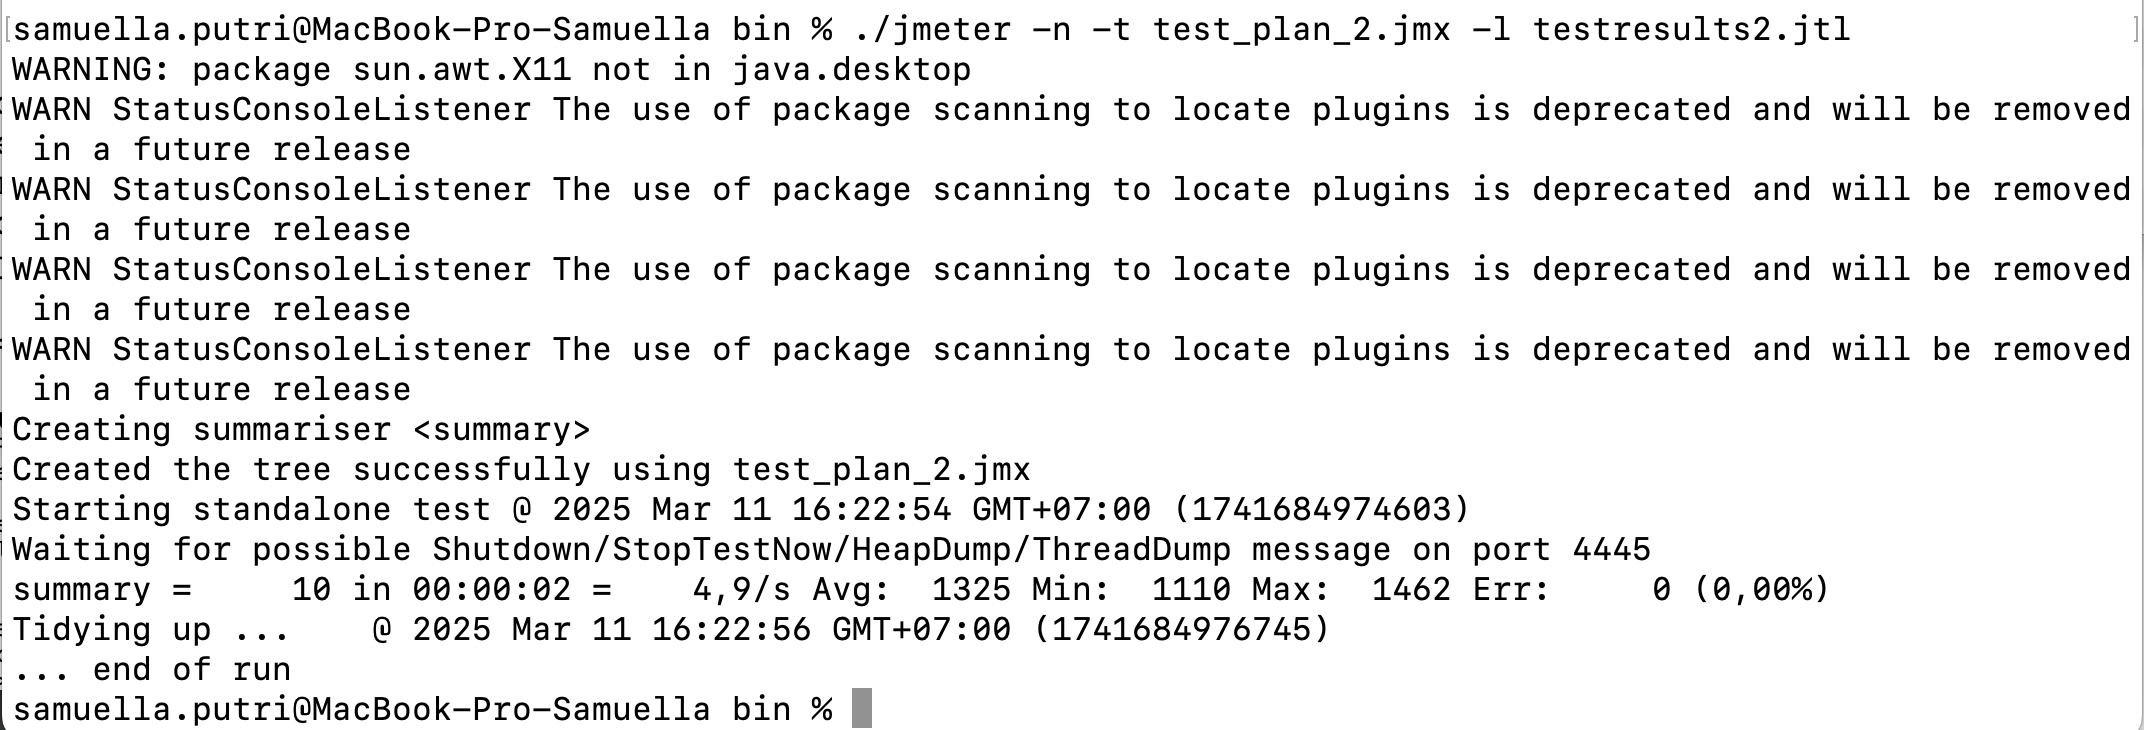 samuella.putri@MacBook-Pro-Samuella bin % ./jmeter -n -t test_plan_2.jmx -l testresults2.jtl
WARNING: package sun.awt.X11 not in java.desktop
WARN StatusConsoleListener The use of package scanning to locate plugins is deprecated and will be removed
 in a future release
WARN StatusConsoleListener The use of package scanning to locate plugins is deprecated and will be removed
 in a future release
WARN StatusConsoleListener The use of package scanning to locate plugins is deprecated and will be removed
 in a future release
WARN StatusConsoleListener The use of package scanning to locate plugins is deprecated and will be removed
 in a future release
Creating summariser <summary>
Created the tree successfully using test_plan_2.jmx
Starting standalone test @ 2025 Mar 11 16:22:54 GMT+07:00 (1741684974603)
Waiting for possible Shutdown/StopTestNow/HeapDump/ThreadDump message on port 4445
summary =     10 in 00:00:02 =    4,9/s Avg:  1325 Min:  1110 Max:  1462 Err:     0 (0,00%)
Tidying up ...    @ 2025 Mar 11 16:22:56 GMT+07:00 (1741684976745)
... end of run
samuella.putri@MacBook-Pro-Samuella bin %